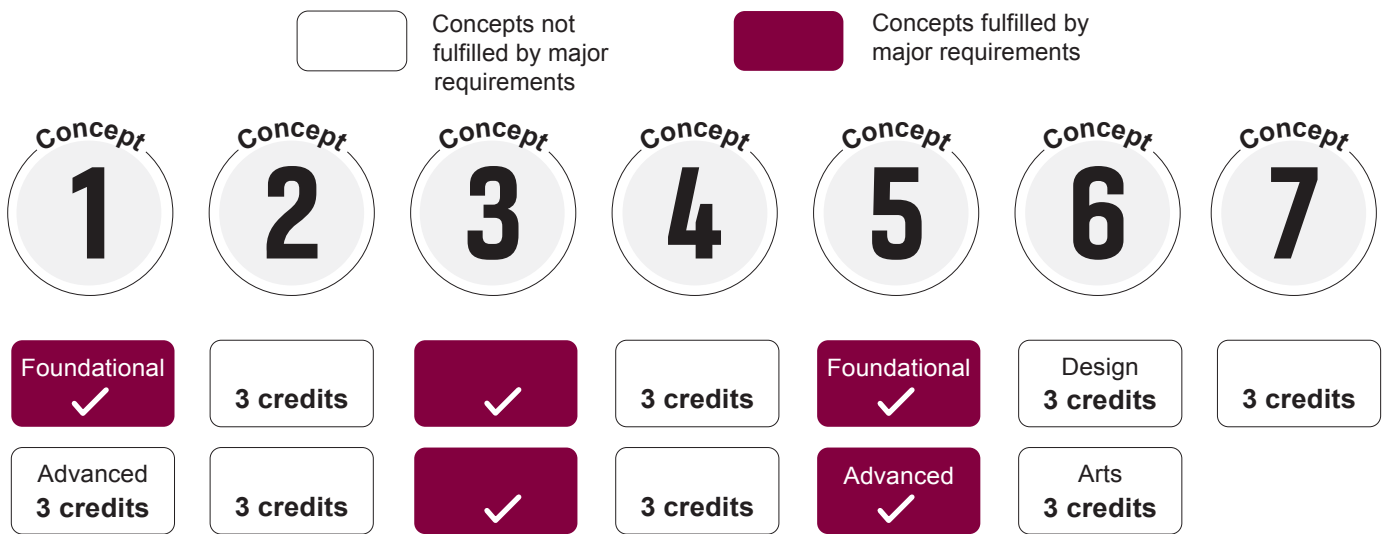 Concepts not
fulfilled by major
requirements
Concepts fulfilled by
major requirements
Concept
1
Concept
2
Concept
3
Concept
4
Concept
5
Concept
6
Concept
7
Foundational
3 credits
3 credits
Foundational
Design
3 credits
3 credits
Advanced
3 credits
3 credits
3 credits
Advanced
Arts
3 credits